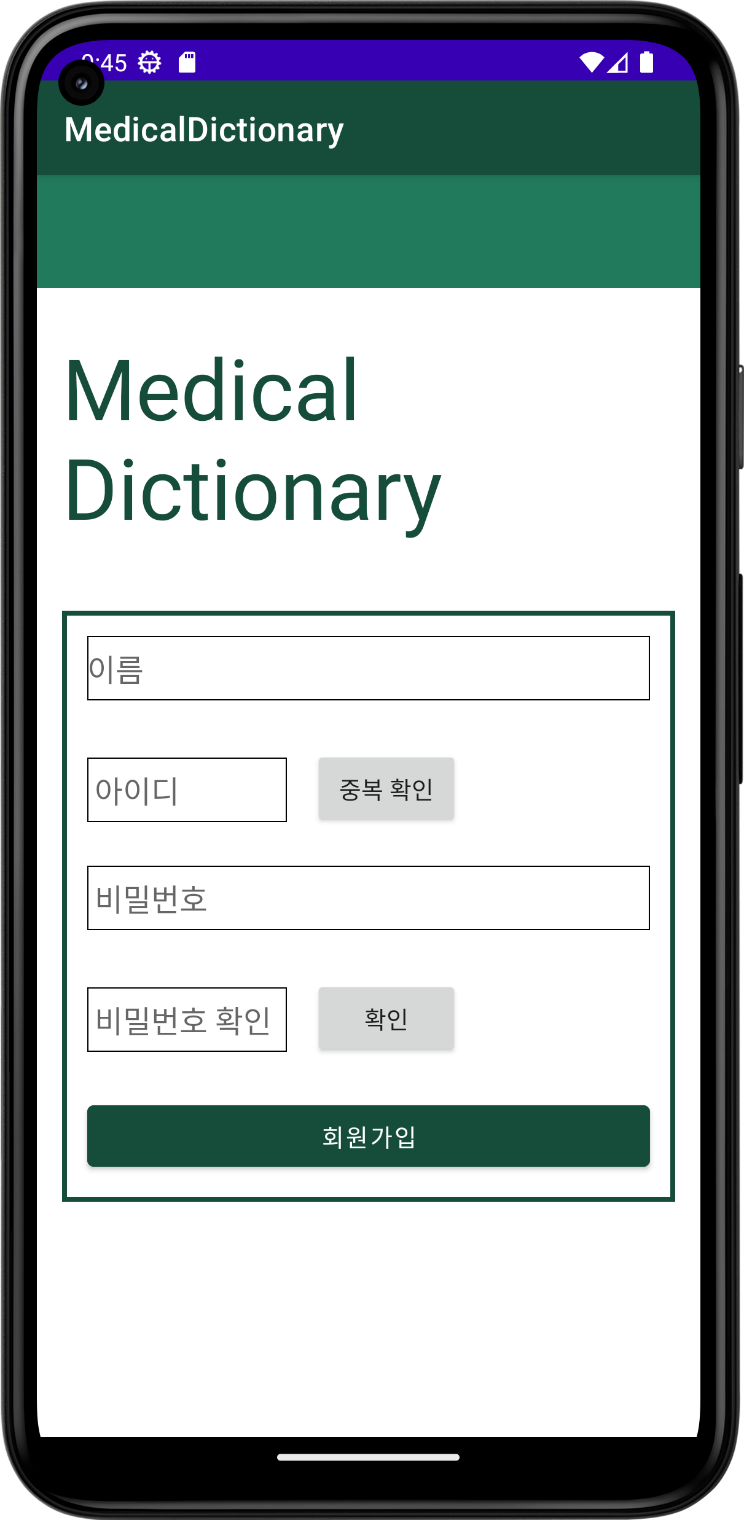 9:45
MedicalDictionary
Medical
Dictionary
이름
아이디
중복 확인
비밀번호
비밀번호 확인
확인
회원가입